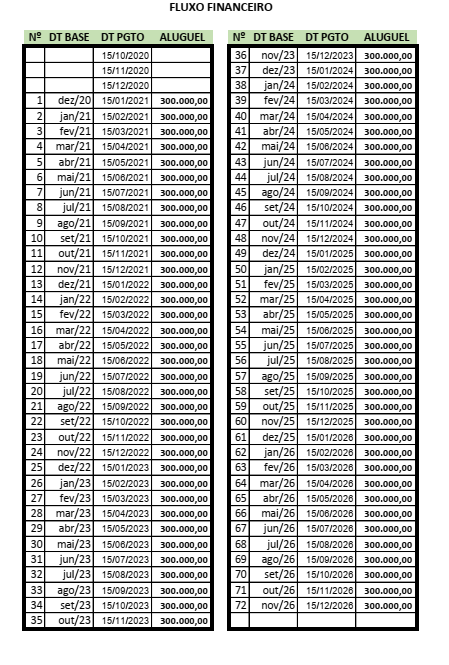 FLUXO FINANCEIRO
Nº DT BASE DT PGTO ALUGUEL
15/10/2020
15/11/2020
15/12/2020
1 dez/20 15/01/2021 300.000,00
2 jan/21 15/02/2021 300.000,00
3 fev/21 15/03/2021 300.000,00
4 mar/21 15/04/2021 300.000,00
5 abr/21 15/05/2021 300.000,00
6 mai/21 15/06/2021 300.000,00
7 jun/21 15/07/2021 300.000,00
8 jul/21 15/08/2021 300.000,00
9 ago/21 15/09/2021 300.000,00
10 set/21 15/10/2021 300.000,00
11 out/21 15/11/2021 300.000,00
12 nov/21 15/12/2021 300.000,00
13 dez/21 15/01/2022 300.000,00
14 jan/22 15/02/2022 300.000,00
15 fev/22 15/03/2022 300.000,00
16 mar/22 15/04/2022 300.000,00
17 abr/22 15/05/2022 300.000,00
18 mai/22 15/06/2022 300.000,00
19 jun/22 15/07/2022 300.000,00
20 jul/22 15/08/2022 300.000,00
21 ago/22 15/09/2022 300.000,00
22 set/22 15/10/2022 300.000,00
23 out/22 15/11/2022 300.000,00
24 nov/22 15/12/2022 300.000,00
25 dez/22 15/01/2023 300.000,00
26 jan/23 15/02/2023 300.000,00
27 fev/23 15/03/2023 300.000,00
28 mar/23 15/04/2023 300.000,00
29 abr/23 15/05/2023 300.000,00
30 mai/23 15/06/2023 300.000,00
31 jun/23 15/07/2023 300.000,00
32 jul/23 15/08/2023 300.000,00
33 ago/23 15/09/2023 300.000,00
34 set/23 15/10/2023 300.000,00
35 out/23 15/11/2023 300.000,00
Nº DT BASE DT PGTO ALUGUEL
36 nov/23 15/12/2023 300.000,00
37 dez/23 15/01/2024 300.000,00
38 jan/24 15/02/2024 300.000,00
39 fev/24 15/03/2024 300.000,00
40 mar/24 15/04/2024 300.000,00
41 abr/24 15/05/2024 300.000,00
42 mai/24 15/06/2024 300.000,00
43 jun/24 15/07/2024 300.000,00
44 jul/24 15/08/2024 300.000,00
45 ago/24 15/09/2024 300.000,00
46 set/24 15/10/2024 300.000,00
47 out/24 15/11/2024 300.000,00
48 nov/24 15/12/2024 300.000,00
49 dez/24 15/01/2025 300.000,00
50 jan/25 15/02/2025 300.000,00
51 fev/25 15/03/2025 300.000,00
52 mar/25 15/04/2025 300.000,00
53 abr/25 15/05/2025 300.000,00
54 mai/25 15/06/2025 300.000,00
55 jun/25 15/07/2025 300.000,00
56 jul/25 15/08/2025 300.000,00
57 ago/25 15/09/2025 300.000,00
58 set/25 15/10/2025 300.000,00
59 out/25 15/11/2025 300.000,00
60 nov/25 15/12/2025 300.000,00
61 dez/25 15/01/2026 300.000,00
62 jan/26 15/02/2026 300.000,00
63 fev/26 15/03/2026 300.000,00
64 mar/26 15/04/2026 300.000,00
65 abr/26 15/05/2026 300.000,00
66 mai/26 15/06/2026 300.000,00
67 jun/26 15/07/2026 300.000,00
68 jul/26 15/08/2026 300.000,00
69 ago/26 15/09/2026 300.000,00
70 set/26 15/10/2026 300.000,00
71 out/26 15/11/2026 300.000,00
72 nov/26 15/12/2026 300.000,00